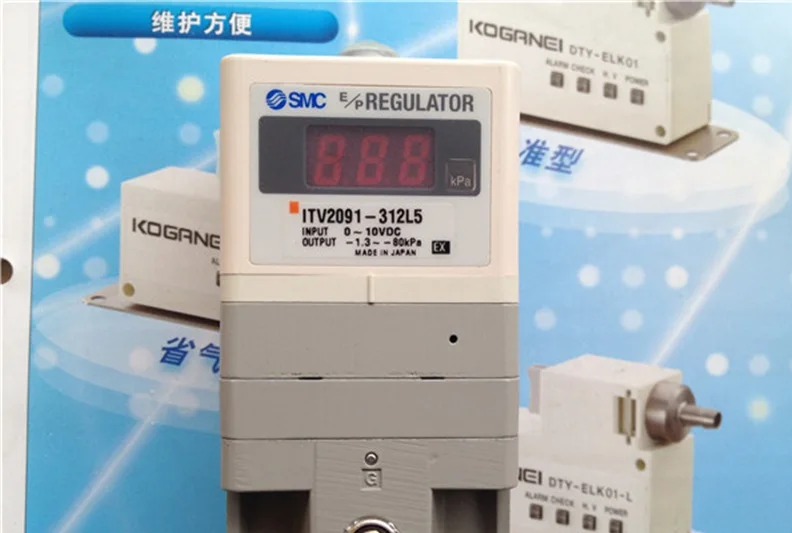 维护方便
KOGANEI DTY-ELK01
ALARM CHECK H.V POWER
SMC E/P REGULATOR
888
kPa
ITV2091-312L5
INPUT 0~10VDC
OUTPUT -1.3~-80kPa
MADE IN JAPAN EX
准型
KOGANEI
省气
G
NEI DTY-ELK01-L
ALARM CHECK H.V POWER